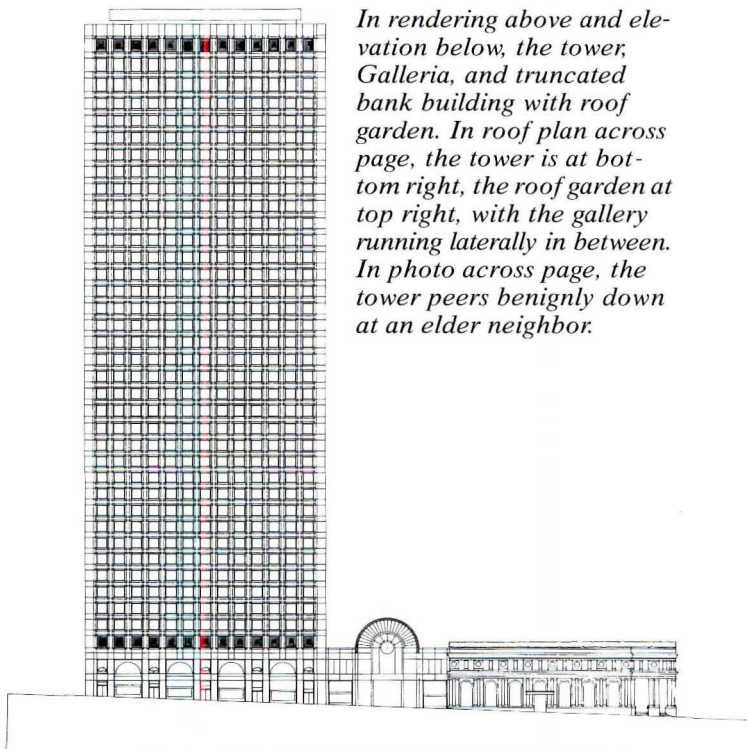 In rendering above and ele-
vation below, the tower,
Galleria, and truncated
bank building with roof
garden. In roof plan across
page, the tower is at bot-
tom right, the roof garden at
top right, with the gallery
running laterally in between.
In photo across page, the
tower peers benignly down
at an elder neighbor.